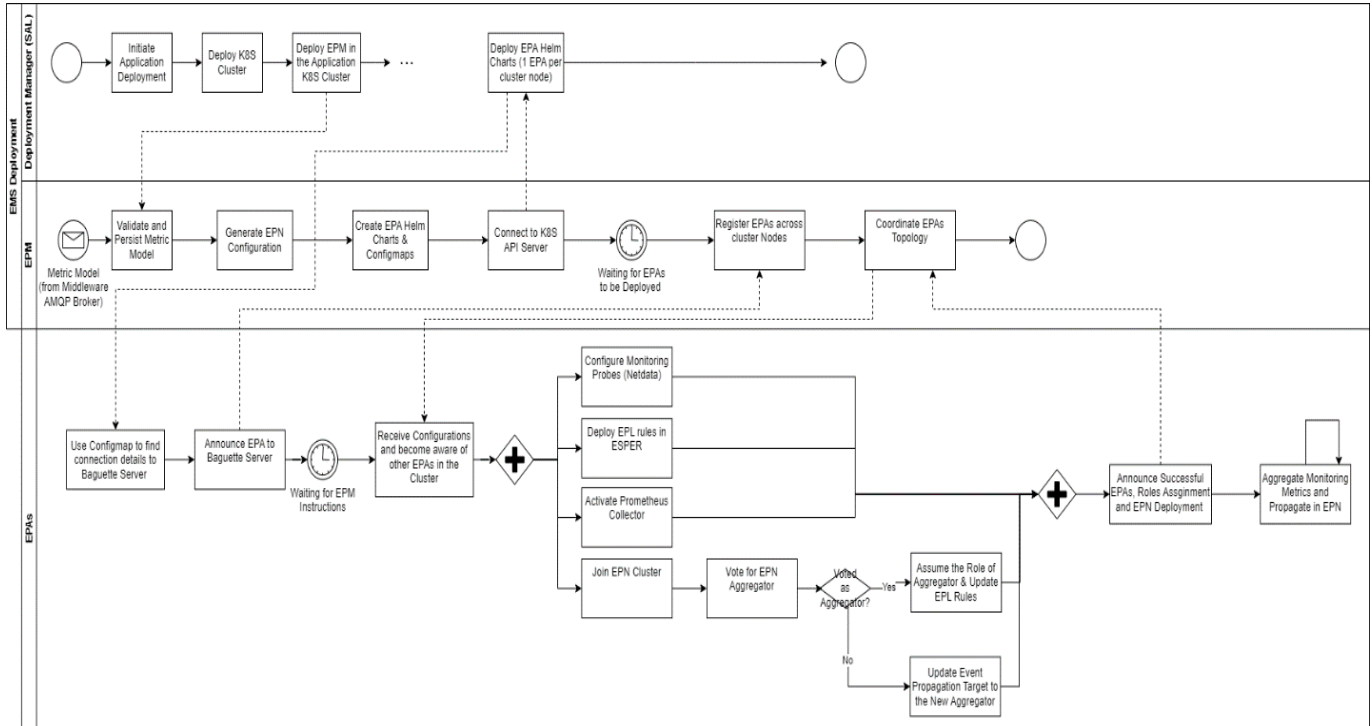 EMS Deployment
Deployment Manager (SAL)
Initiate
Application
Deployment
Deploy K8S
Cluster
Deploy EPM in
the Application
K8S Cluster
...
Deploy EPA Helm
Charts (1 EPA per
cluster node)
EPM
Metric Model
(from Middleware
AMQP Broker)
Validate and
Persist Metric
Model
Generate EPN
Configuration
Create EPA Helm
Charts &
Configmaps
Connect to K8S
API Server
Waiting for EPAs
to be Deployed
Register EPAs across
cluster Nodes
Coordinate EPAs
Topology
EPAs
Use Configmap to find
connection details to
Baguette Server
Announce EPA to
Baguette Server
Waiting for EPM
Instructions
Receive Configurations
and become aware of
other EPAs in the
Cluster
Configure Monitoring
Probes (Netdata)
Deploy EPL rules in
ESPER
Activate Prometheus
Collector
Join EPN Cluster
Vote for EPN
Aggregator
Voted
as
Aggregator?
Yes
Assume the Role of
Aggregator & Update
EPL Rules
No
Update Event
Propagation Target to
the New Aggregator
Announce Successful
EPAs, Roles Assginment
and EPN Deployment
Aggregate Monitoring
Metrics and
Propagate in EPN